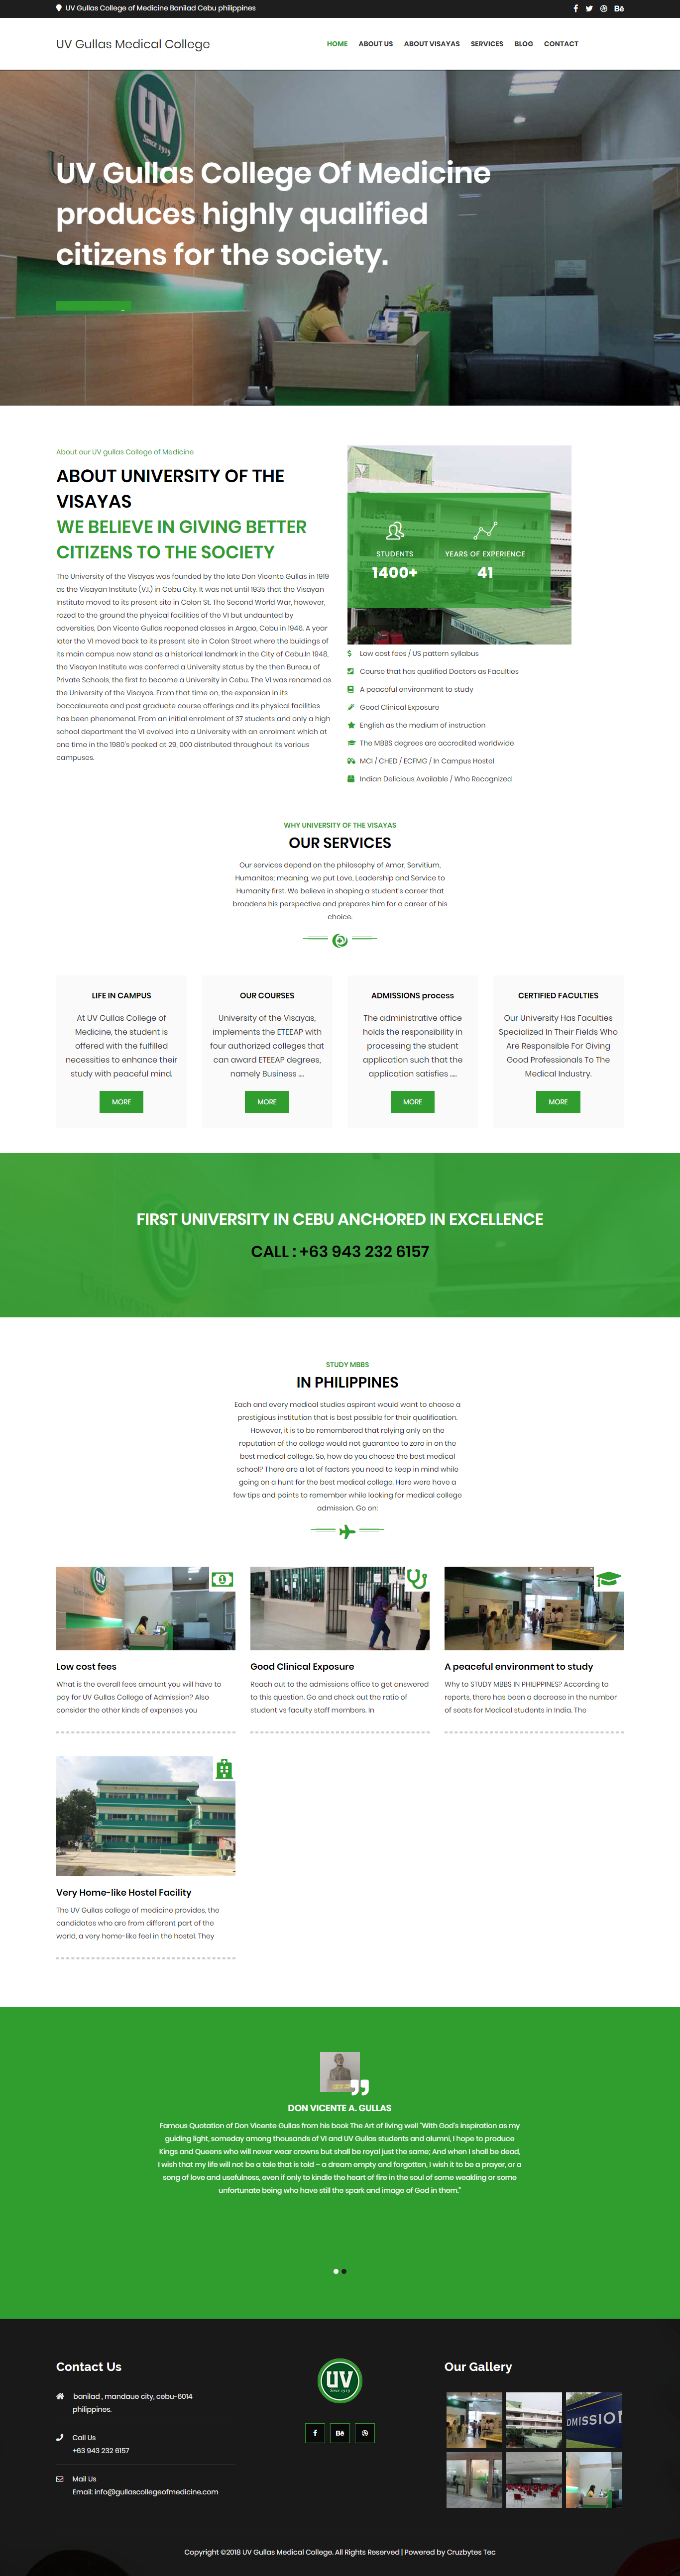 UV Gullas College of Medicine Banilad Cebu philippines
UV Gullas Medical College
HOME ABOUT US ABOUT VISAYAS SERVICES BLOG CONTACT
UV
Since 1919
University of the Visayas
UV Gullas College Of Medicine
produces highly qualified
citizens for the society.
About our UV gullas College of Medicine
ABOUT UNIVERSITY OF THE
VISAYAS
WE BELIEVE IN GIVING BETTER
CITIZENS TO THE SOCIETY
The University of the Visayas was founded by the late Don Vicente Gullas in 1919
as the Visayan Institute (V.I.) in Cebu City. It was not until 1935 that the Visayan
Institute moved to its present site in Colon St. The Second World War, however,
razed to the ground the physical facilities of the VI but undaunted by
adversities, Don Vicente Gullas reopened classes in Argao, Cebu in 1946. A year
later the VI moved back to its present site in Colon Street where the buidings of
its main campus now stand as a historical landmark in the City of Cebu.In 1948,
the Visayan Institute was conferred a University status by the then Bureau of
Private Schools, the first to become a University in Cebu. The VI was renamed as
the University of the Visayas. From that time on, the expansion in its
baccalaureate and post graduate course offerings and its physical facilities
has been phenomenal. From an initial enrolment of 37 students and only a high
school department the VI evolved into a University with an enrolment which at
one time in the 1980's peaked at 29, 000 distributed throughout its various
campuses.
STUDENTS
1400+
YEARS OF EXPERIENCE
41
Low cost fees / US pattern syllabus
Course that has qualified Doctors as Faculties
A peaceful environment to study
Good Clinical Exposure
English as the medium of instruction
The MBBS degrees are accredited worldwide
MCI / CHED / ECFMG / In Campus Hostel
Indian Delicious Available / Who Recognized
WHY UNIVERSITY OF THE VISAYAS
OUR SERVICES
Our services depend on the philosophy of Amor, Servitium,
Humanitas; meaning, we put Love, Leadership and Service to
Humanity first. We believe in shaping a student's career that
broadens his perspective and prepares him for a career of his
choice.
LIFE IN CAMPUS
At UV Gullas College of
Medicine, the student is
offered with the fulfilled
necessities to enhance their
study with peaceful mind.
MORE
OUR COURSES
University of the Visayas,
implements the ETEEAP with
four authorized colleges that
can award ETEEAP degrees,
namely Business ....
MORE
ADMISSIONS process
The administrative office
holds the responsibility in
processing the student
application such that the
application satisfies .....
MORE
CERTIFIED FACULTIES
Our University Has Faculties
Specialized In Their Fields Who
Are Responsible For Giving
Good Professionals To The
Medical Industry.
MORE
FIRST UNIVERSITY IN CEBU ANCHORED IN EXCELLENCE
CALL : +63 943 232 6157
STUDY MBBS
IN PHILIPPINES
Each and every medical studies aspirant would want to choose a
prestigious institution that is best possible for their qualification.
However, it is to be remembered that relying only on the
reputation of the college would not guarantee to zero in on the
best medical college. So, how do you choose the best medical
school? There are a lot of factors you need to keep in mind while
going on a hunt for the best medical college. Here were have a
few tips and points to remember while looking for medical college
admission. Go on:
Low cost fees
What is the overall fees amount you will have to
pay for UV Gullas College of Admission? Also
consider the other kinds of expenses you
Good Clinical Exposure
Reach out to the admissions office to get answered
to this question. Go and check out the ratio of
student vs faculty staff members. In
A peaceful environment to study
Why to STUDY MBBS IN PHILIPPINES? According to
reports, there has been a decrease in the number
of seats for Medical students in India. The
Very Home-like Hostel Facility
The UV Gullas college of medicine provides, the
candidates who are from different part of the
world, a very home-like feel in the hostel. They
DON VICENTE A. GULLAS
Famous Quotation of Don Vicente Gullas from his book The Art of living well "With God's inspiration as my
guiding light, someday among thousands of VI and UV Gullas students and alumni, I hope to produce
Kings and Queens who will never wear crowns but shall be royal just the same; And when I shall be dead,
I wish that my life will not be a tale that is told – a dream empty and forgotten, I wish it to be a prayer, or a
song of love and usefulness, even if only to kindle the heart of fire in the soul of some weakling or some
unfortunate being who have still the spark and image of God in them."
Contact Us
banilad , mandaue city, cebu-6014
philippines.
Call Us
+63 943 232 6157
Mail Us
Email: info@gullascollegeofmedicine.com
UV
Since 1919
Our Gallery
DMISSION
Copyright ©2018 UV Gullas Medical College. All Rights Reserved | Powered by Cruzbytes Tec